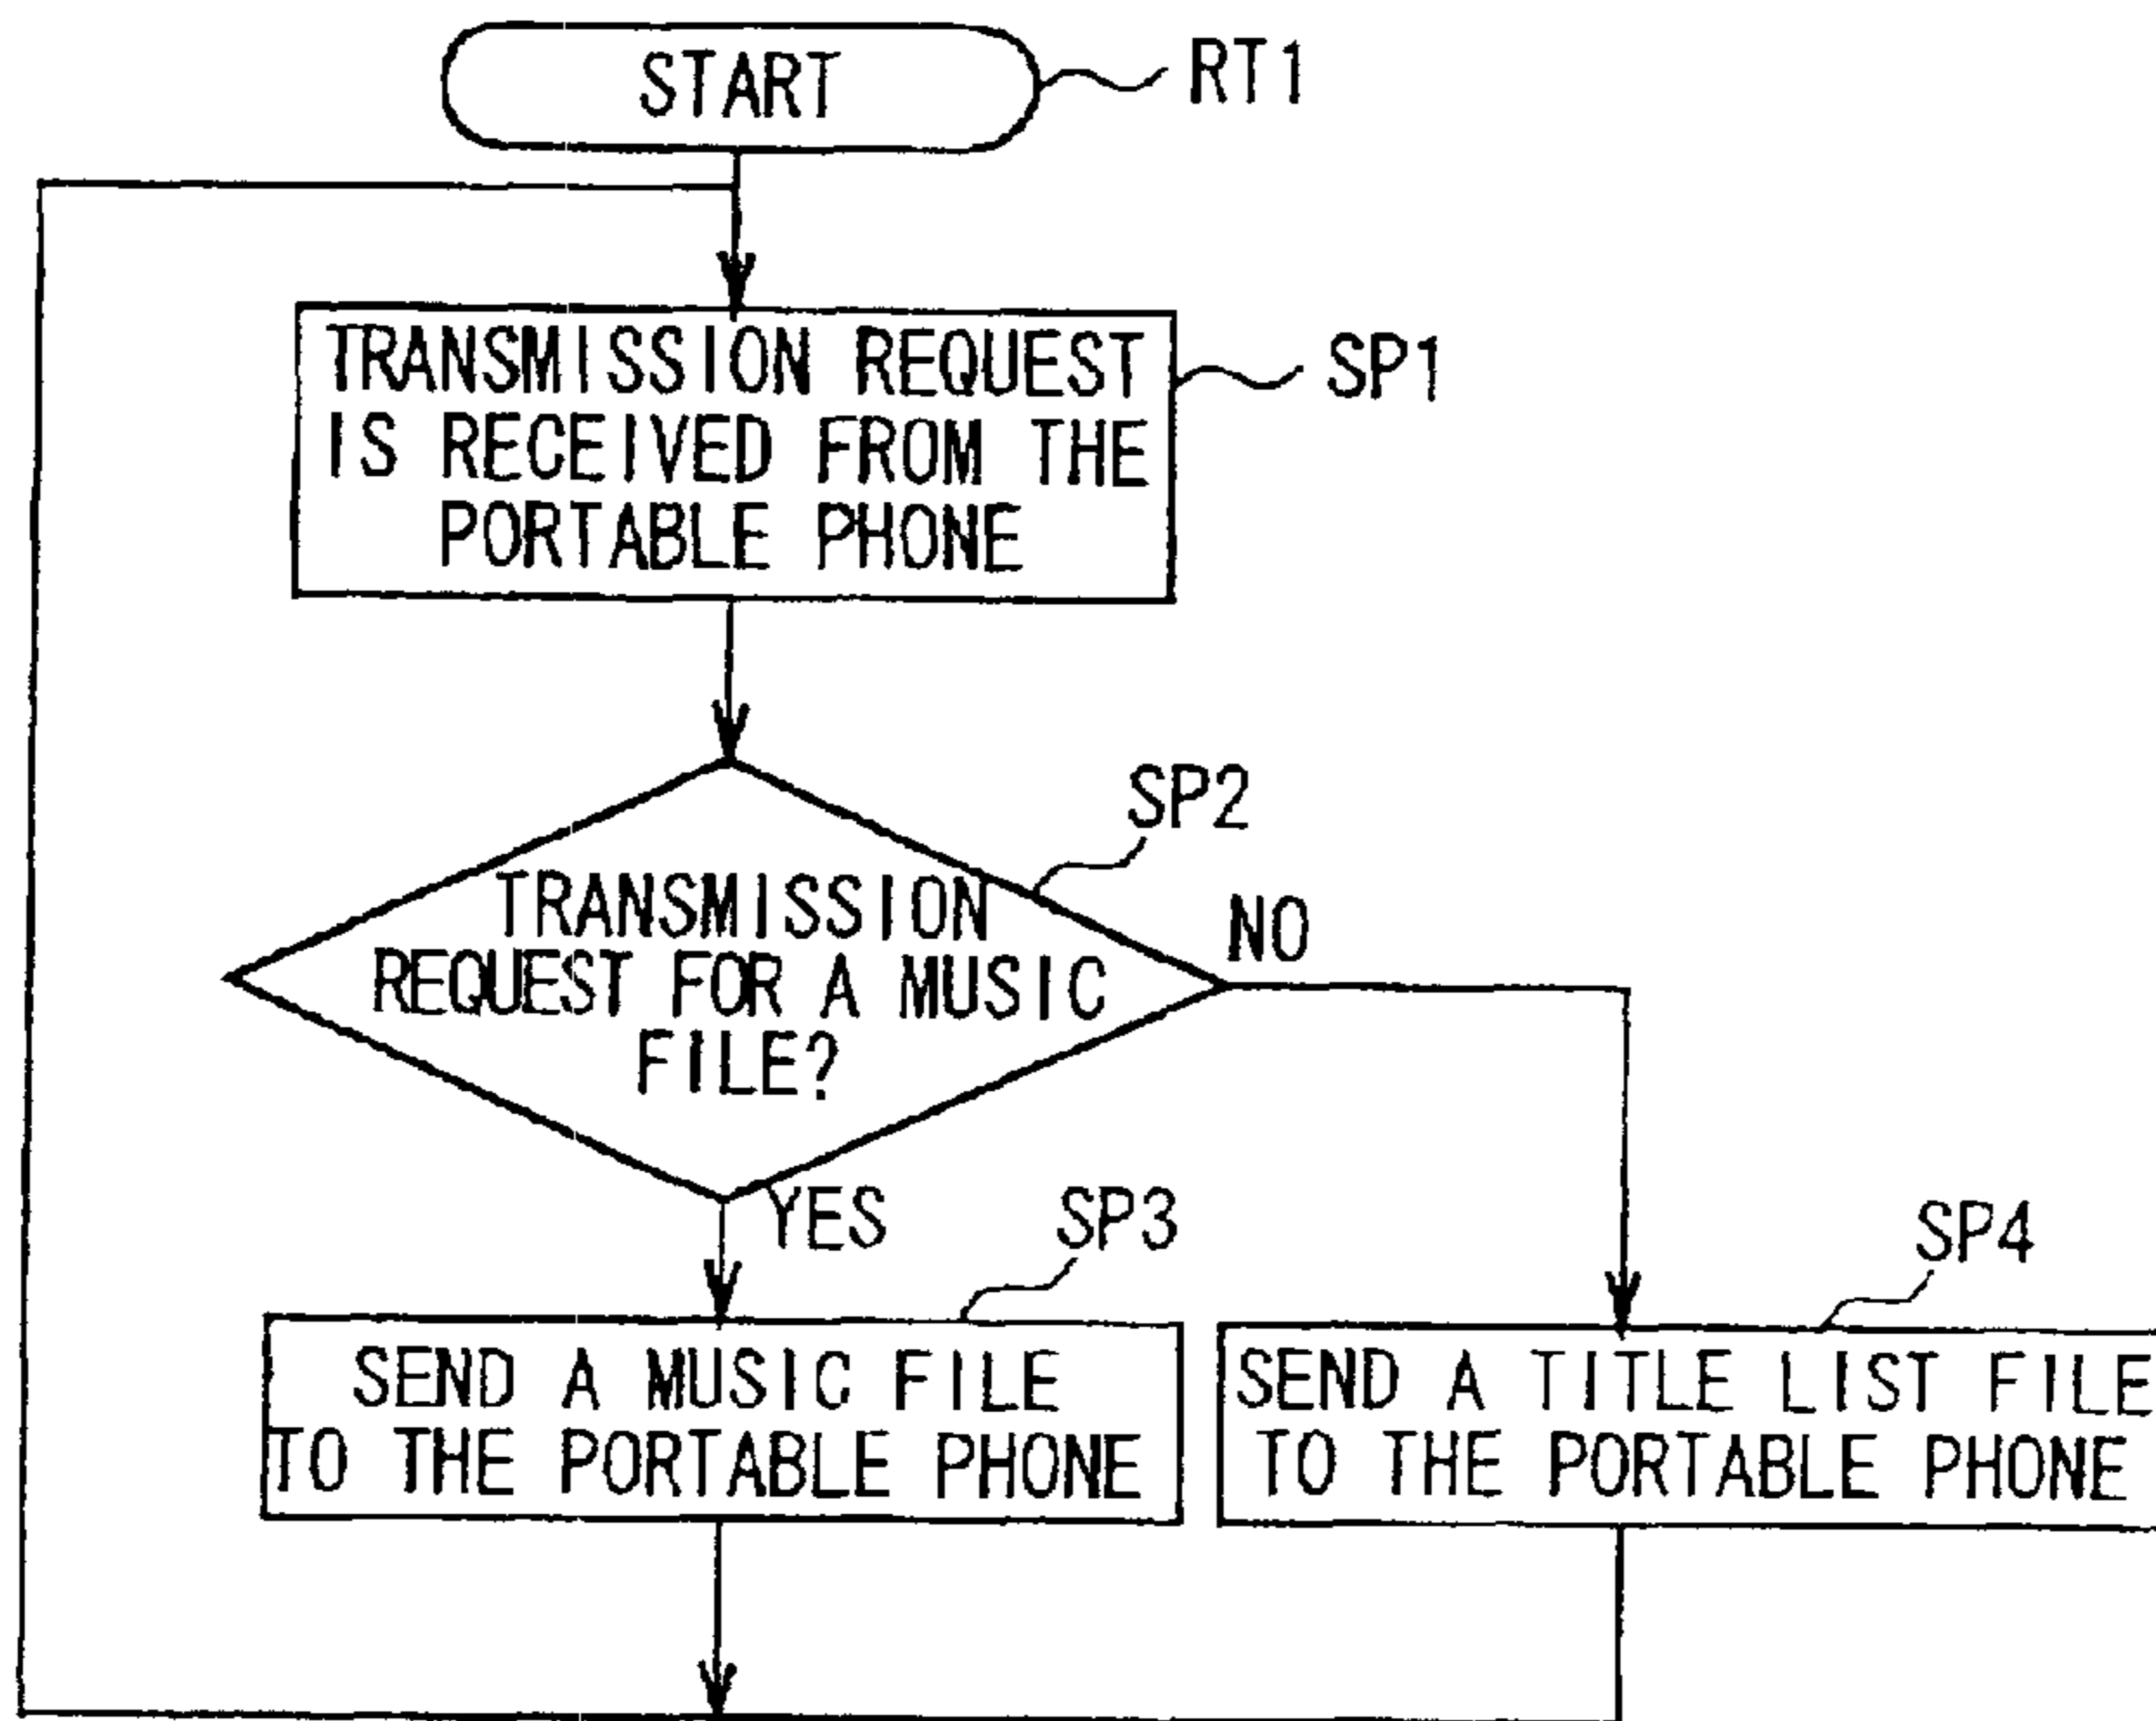 START
RT1
TRANSMISSION REQUEST
IS RECEIVED FROM THE
PORTABLE PHONE
SP1
SP2
TRANSMISSION
REQUEST FOR A MUSIC
FILE?
NO
YES
SP3
SEND A MUSIC FILE
TO THE PORTABLE PHONE
SP4
SEND A TITLE LIST FILE
TO THE PORTABLE PHONE